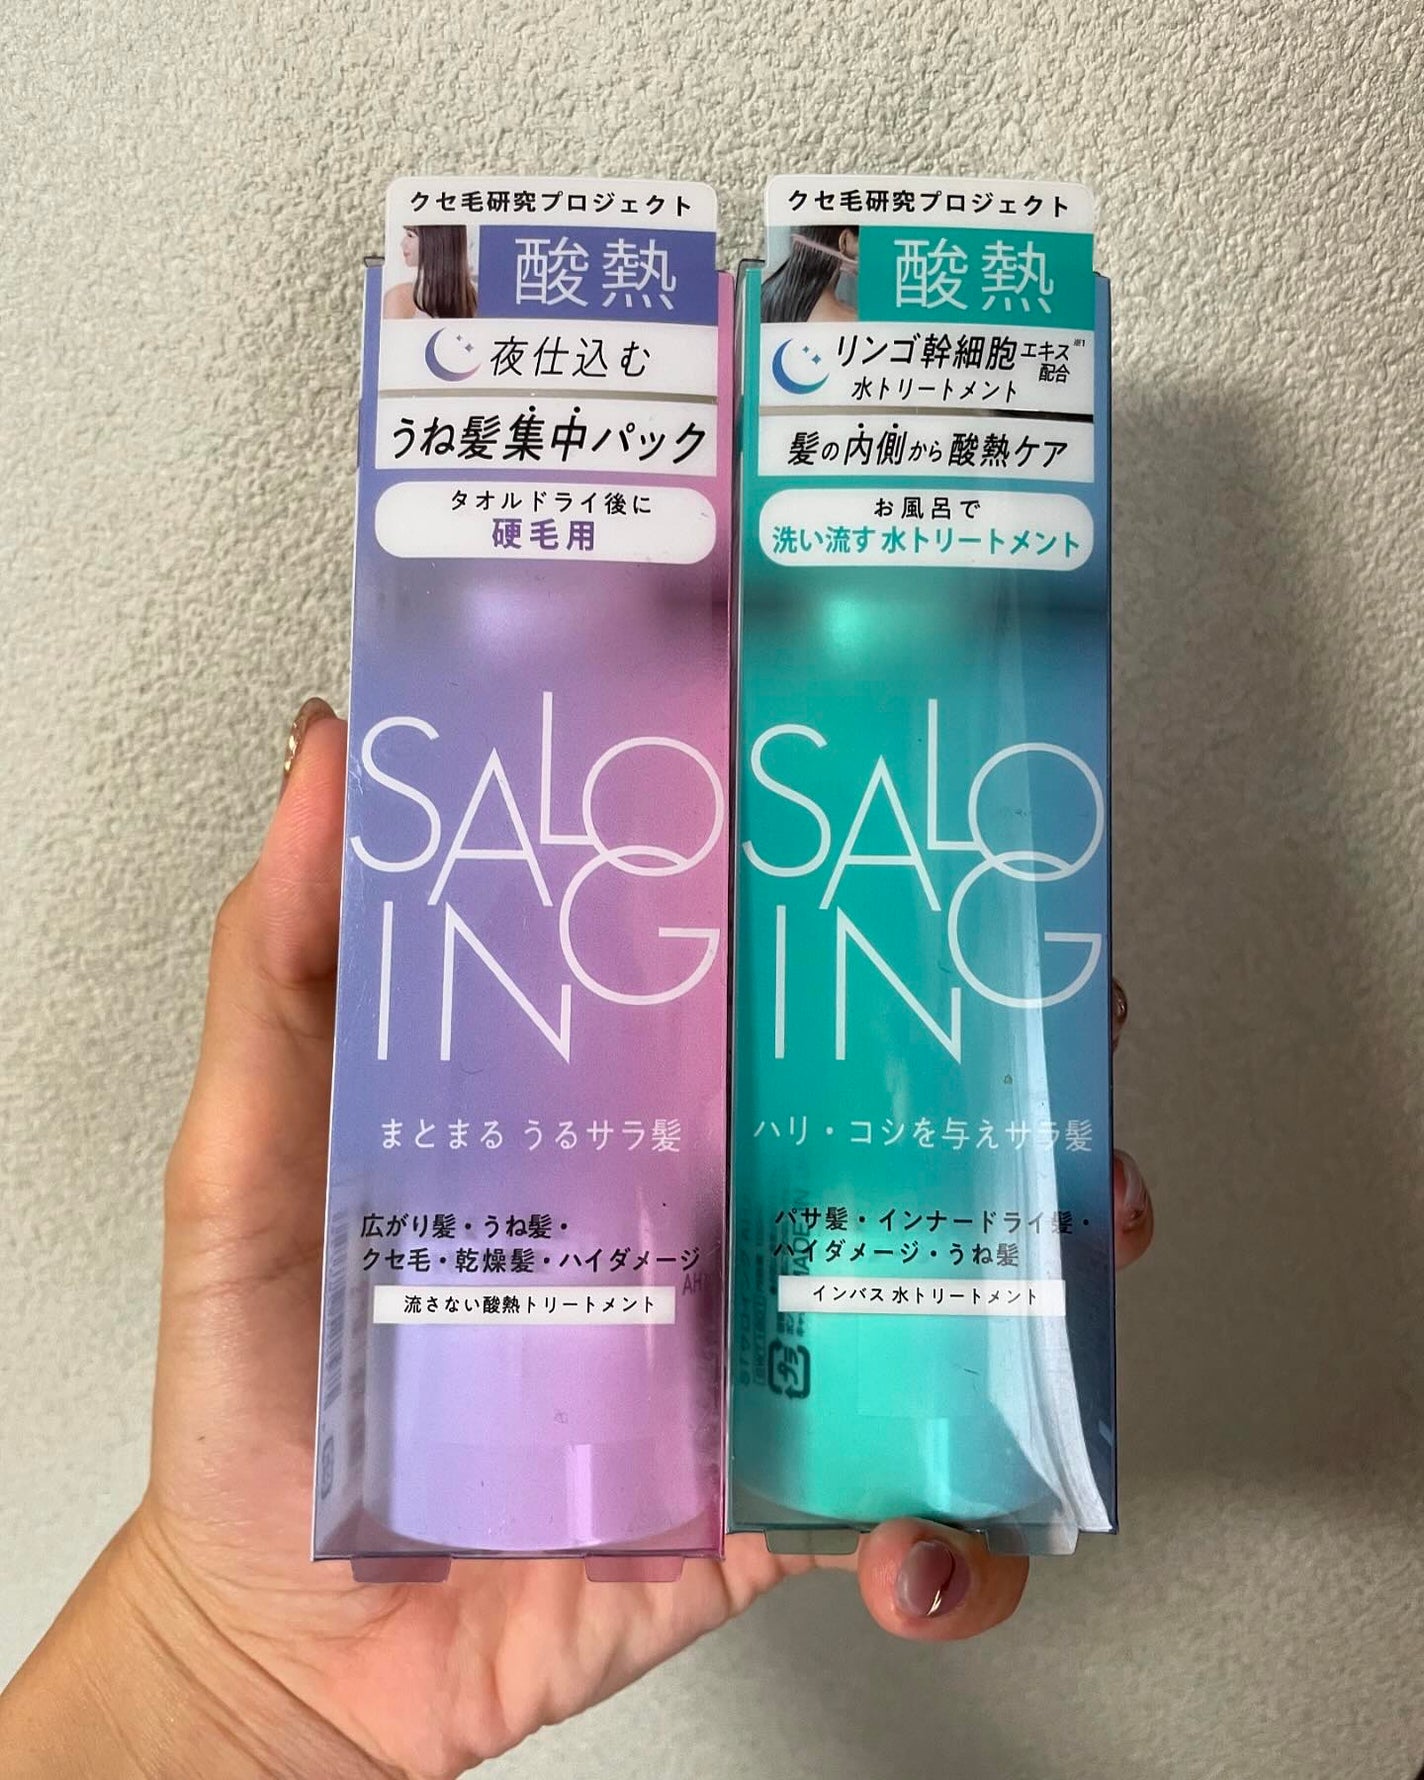 クセ毛研究プロジェクト
酸熱
夜仕込む
うね髪集中パック
タオルドライ後に
硬毛用
SALO
ING
まとまる うるサラ髪
広がり髪・うね髪・
クセ毛・乾燥髪・ハイダメージ
流さない酸熱トリートメント
クセ毛研究プロジェクト
酸熱
リンゴ幹細胞エキス※1
配合
水トリートメント
髪の内側から酸熱ケア
お風呂で
洗い流す水トリートメント
SALO
ING
ハリ・コシを与えサラ髪
パサ髪・インナードライ髪・
ハイダメージ・うね髪
インバス水トリートメント
プラ